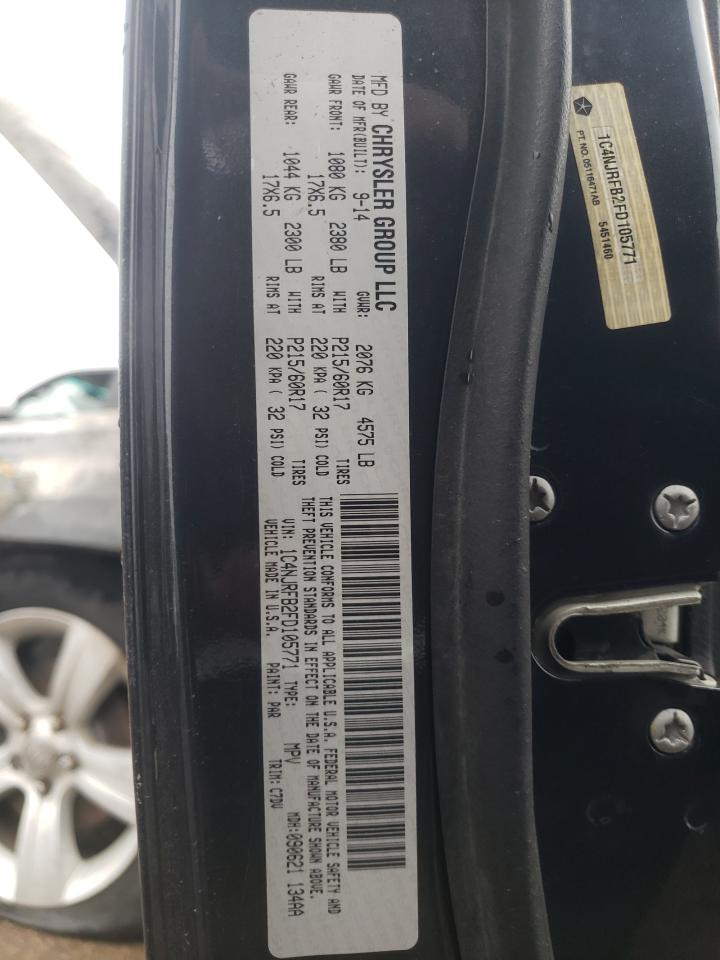 MFD BY CHRYSLER GROUP LLC
DATE OF MFR(BUILT): 9-14 GVWR: 2076 KG 4575 LB
GAWR FRONT: 1080 KG 2380 LB WITH P215/60R17 TIRES
17X6.5 RIMS AT 220 KPA ( 32 PSI) COLD
GAWR REAR: 1044 KG 2300 LB WITH P215/60R17 TIRES
17X6.5 RIMS AT 220 KPA ( 32 PSI) COLD
THIS VEHICLE CONFORMS TO ALL APPLICABLE U.S.A. FEDERAL MOTOR VEHICLE SAFETY AND
THEFT PREVENTION STANDARDS IN EFFECT ON THE DATE OF MANUFACTURE SHOWN ABOVE.
VIN: 1C4NJRFB2FD105771 TYPE: MPV MDH:090621 134AA
VEHICLE MADE IN U.S.A. PAINT: PAR TRIM: C7DV
1C4NJRFB2FD105771
PT. NO. 05116471AB 5451460